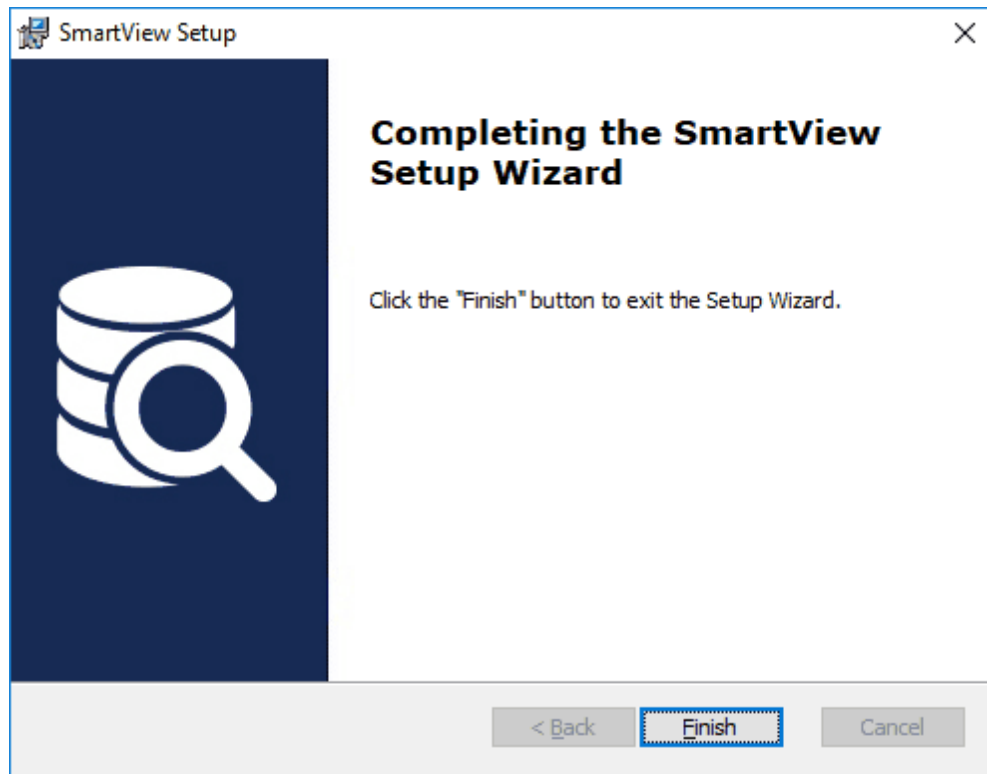 SmartView Setup
Completing the SmartView
Setup Wizard
Click the "Finish" button to exit the Setup Wizard.
< Back Finish Cancel